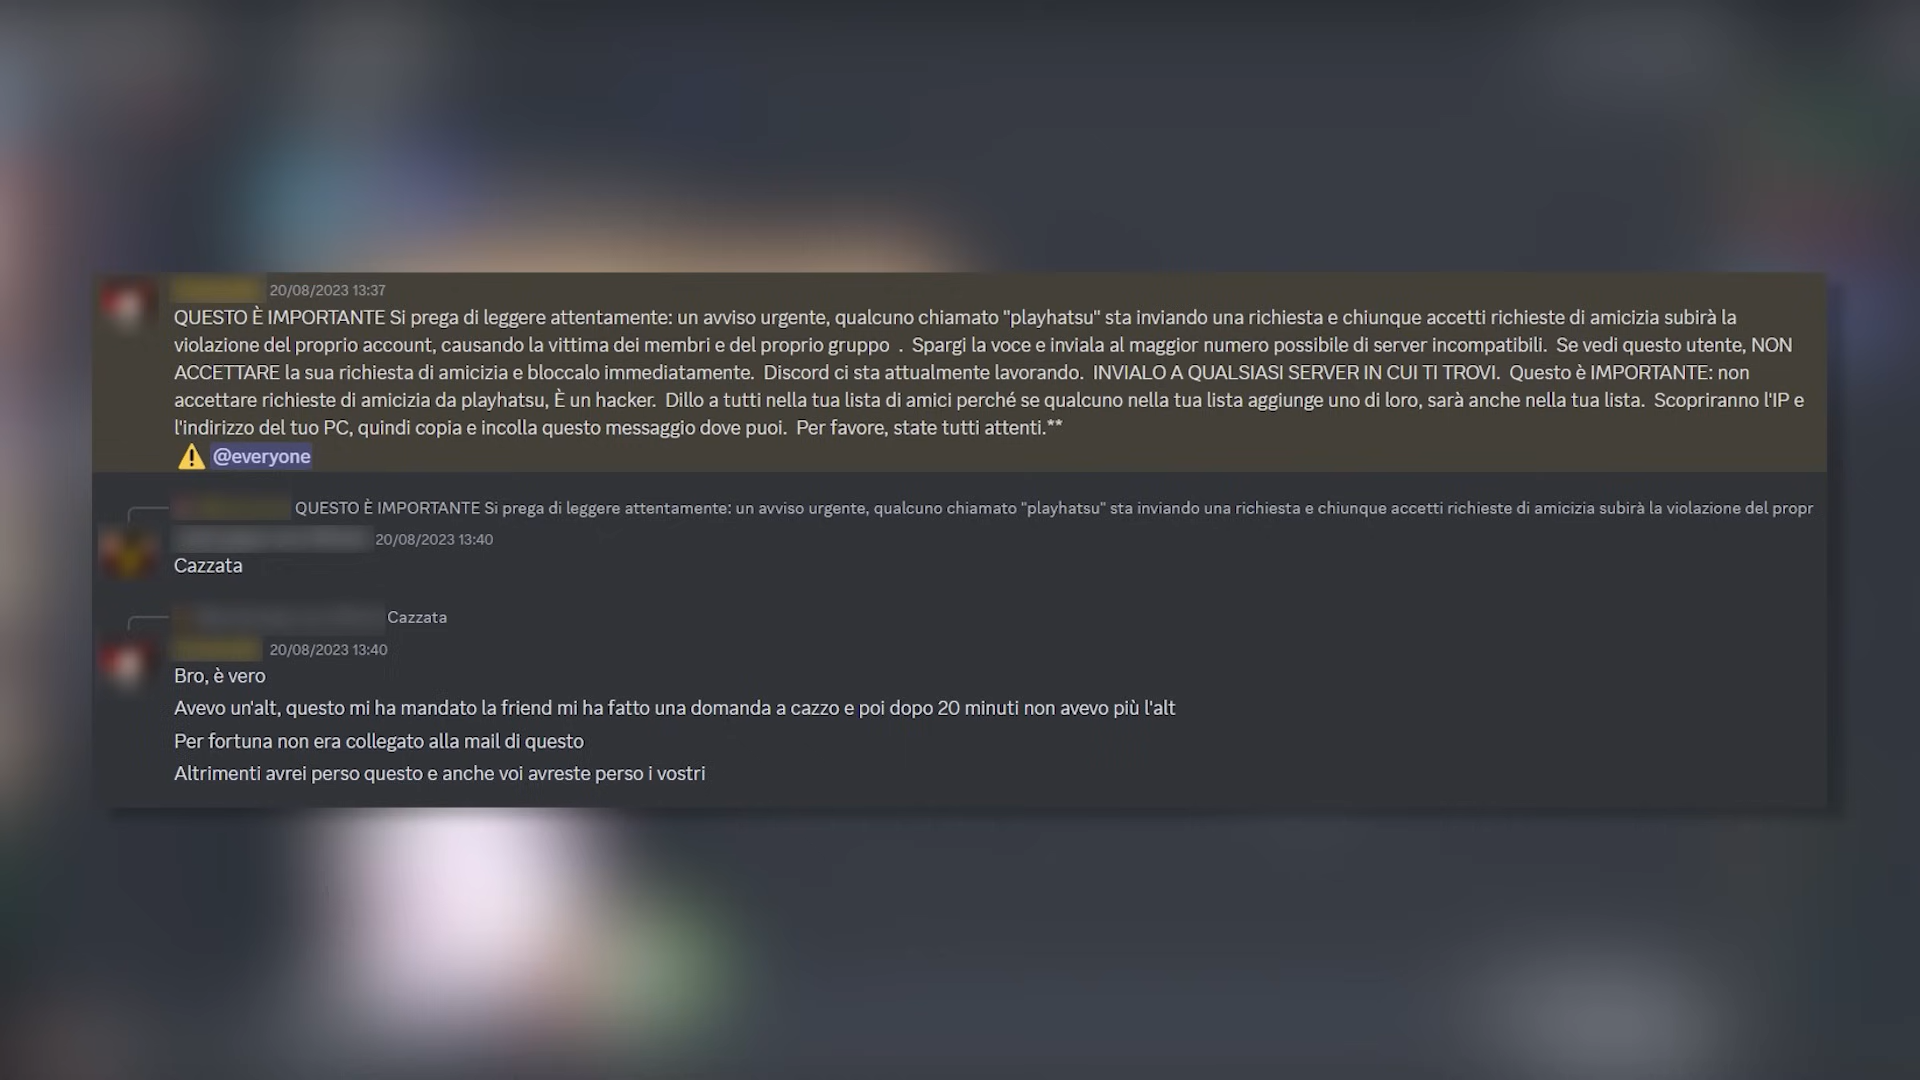 20/08/2023 13:37
QUESTO È IMPORTANTE Si prega di leggere attentamente: un avviso urgente, qualcuno chiamato "playhatsu" sta inviando una richiesta e chiunque accetti richieste di amicizia subirà la
violazione del proprio account, causando la vittima dei membri e del proprio gruppo . Spargi la voce e inviala al maggior numero possibile di server incompatibili. Se vedi questo utente, NON
ACCETTARE la sua richiesta di amicizia e bloccalo immediatamente. Discord ci sta attualmente lavorando. INVIALO A QUALSIASI SERVER IN CUI TI TROVI. Questo è IMPORTANTE: non
accettare richieste di amicizia da playhatsu, È un hacker. Dillo a tutti nella tua lista di amici perché se qualcuno nella tua lista aggiunge uno di loro, sarà anche nella tua lista. Scopriranno l'IP e
l'indirizzo del tuo PC, quindi copia e incolla questo messaggio dove puoi. Per favore, state tutti attenti.**
⚠️ @everyone
QUESTO È IMPORTANTE Si prega di leggere attentamente: un avviso urgente, qualcuno chiamato "playhatsu" sta inviando una richiesta e chiunque accetti richieste di amicizia subirà la violazione del propr
20/08/2023 13:40
Cazzata
Cazzata
20/08/2023 13:40
Bro, è vero
Avevo un'alt, questo mi ha mandato la friend mi ha fatto una domanda a cazzo e poi dopo 20 minuti non avevo più l'alt
Per fortuna non era collegato alla mail di questo
Altrimenti avrei perso questo e anche voi avreste perso i vostri